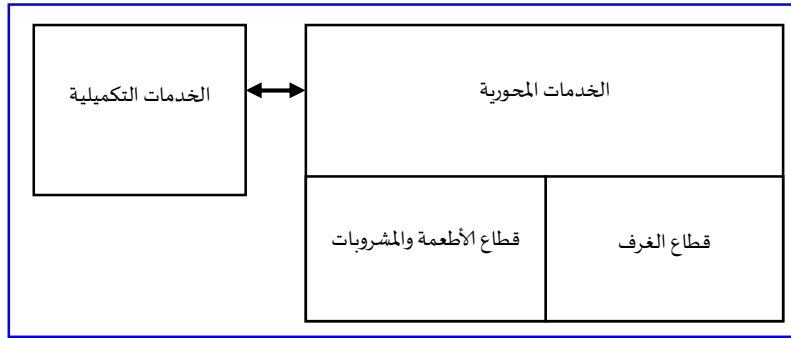 الخدمات المحورية
الخدمات التكميلية
قطاع الغرف
قطاع الأطعمة والمشروبات